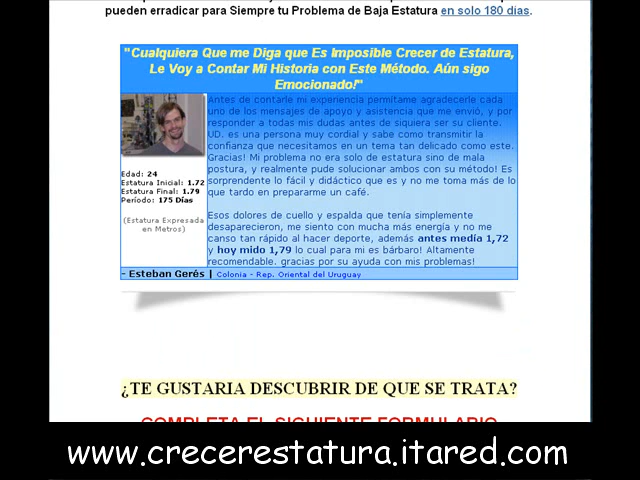 pueden erradicar para Siempre tu Problema de Baja Estatura en solo 180 días.
"Cualquiera Que me Diga que Es Imposible Crecer de Estatura,
Le Voy a Contar Mi Historia con Este Método. Aún sigo
Emocionado!"
Antes de contarle mi experiencia permítame agradecerle cada
uno de los mensajes de apoyo y asistencia que me envió, y por
responder a todas mis dudas antes de siquiera ser su cliente.
UD. es una persona muy cordial y sabe como transmitir la
confianza que necesitamos en un tema tan delicado como este.
Gracias! Mi problema no era solo de estatura sino de mala
postura, y realmente pude solucionar ambos con su método! Es
sorprendente lo fácil y didáctico que es y no me toma más de lo
que tardo en prepararme un café.
Edad: 24
Estatura Inicial: 1.72
Estatura Final: 1.79
Período: 175 Días
(Estatura Expresada
en Metros)
Esos dolores de cuello y espalda que tenía simplemente
desaparecieron, me siento con mucha más energía y no me
canso tan rápido al hacer deporte, además antes medía 1,72
y hoy mido 1,79 lo cual para mi es bárbaro! Altamente
recomendable. gracias por su ayuda con mis problemas!
- Esteban Gerés | Colonia - Rep. Oriental del Uruguay
¿TE GUSTARIA DESCUBRIR DE QUE SE TRATA?
COMPLETA EL SIGUIENTE FORMULARIO
www.crecerestatura.itared.com